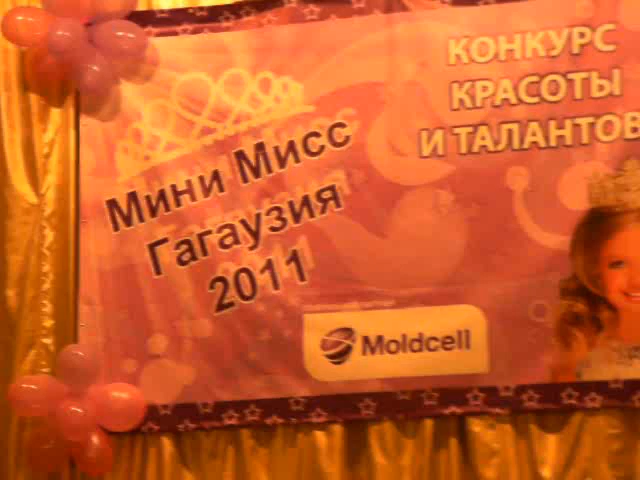 КОНКУРС
КРАСОТЫ
И ТАЛАНТОВ
Мини Мисс
Гагаузия
2011
Moldcell